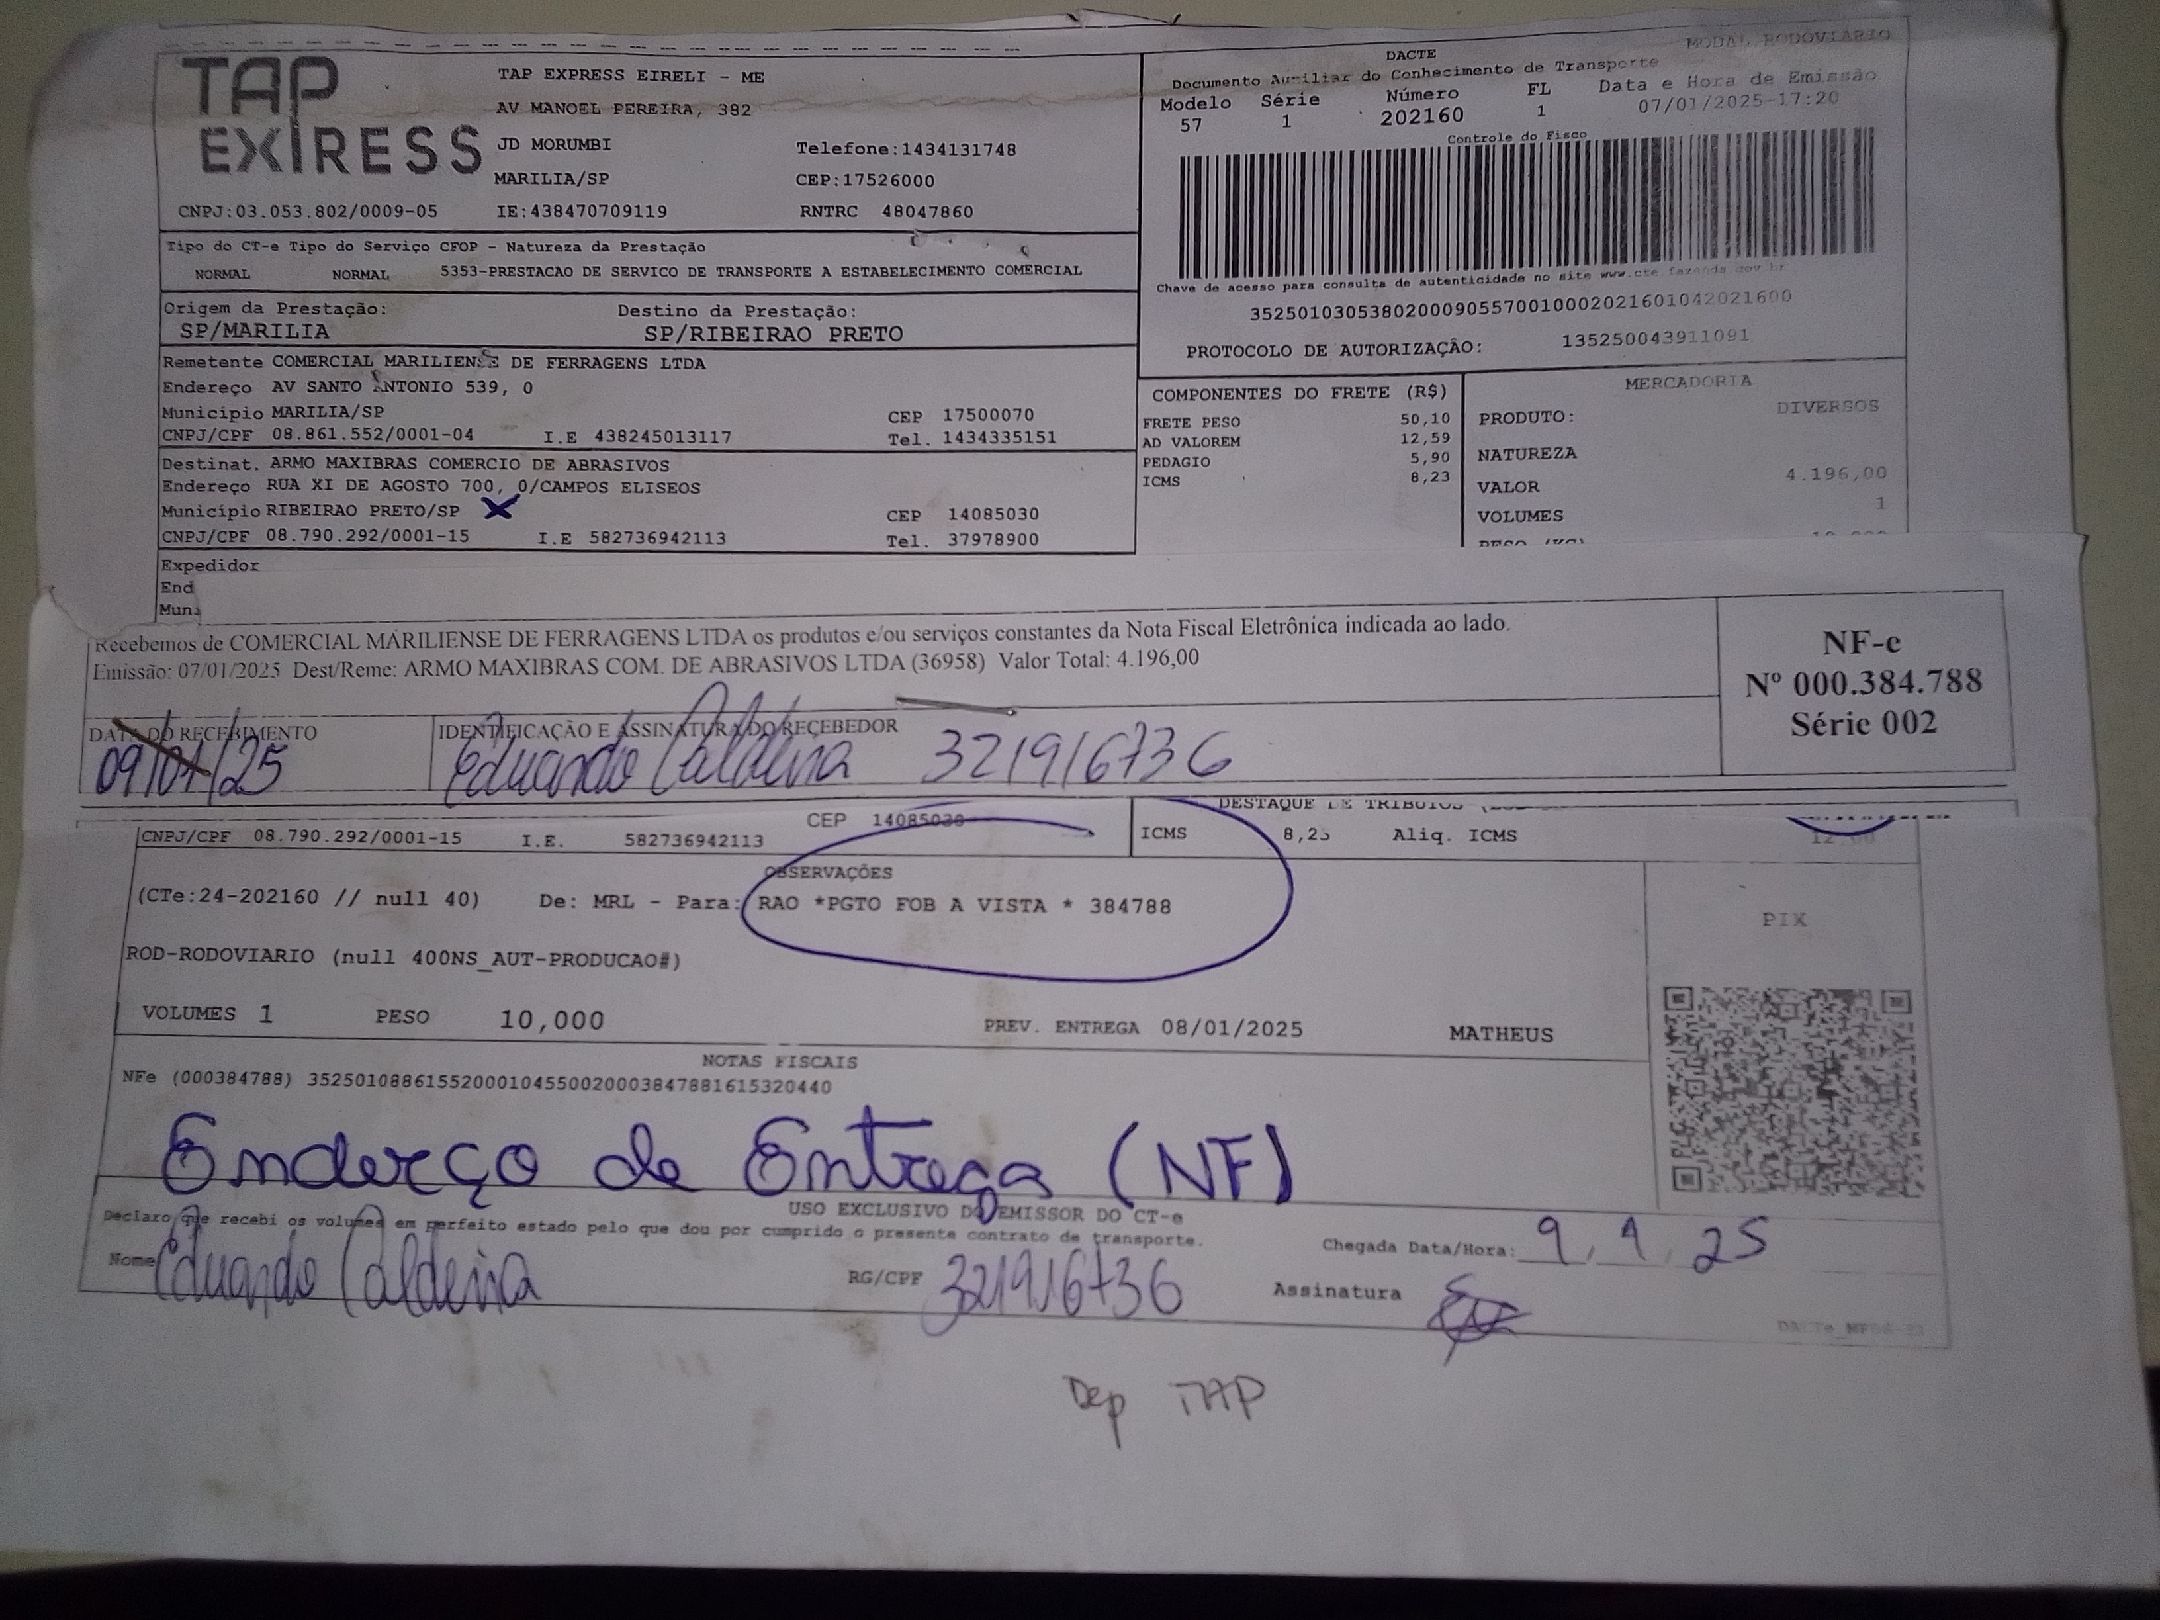 TAP EXPRESS
TAP EXPRESS EIRELI - ME
AV MANOEL PEREIRA, 382
JD MORUMBI
Telefone:1434131748
MARILIA/SP
CEP:17526000
CNPJ:03.053.802/0009-05
IE:438470709119
RNTRC 48047860
DACTE
MODAL RODOVIARIO
Documento Auxiliar do Conhecimento de Transporte
Modelo Série Número FL Data e Hora de Emissão
57 1 202160 1 07/01/2025-17:20
Controle do Fisco
Chave de acesso para consulta de autenticidade no site www.cte.fazenda.gov.br
35250103053802000905570010002021601042021600
PROTOCOLO DE AUTORIZAÇÃO: 135250043911091
Tipo do CT-e Tipo do Serviço CFOP - Natureza da Prestação
NORMAL NORMAL 5353-PRESTACAO DE SERVICO DE TRANSPORTE A ESTABELECIMENTO COMERCIAL
Origem da Prestação: Destino da Prestação:
SP/MARILIA SP/RIBEIRAO PRETO
Remetente COMERCIAL MARILIENSE DE FERRAGENS LTDA
Endereço AV SANTO ANTONIO 539, 0
Município MARILIA/SP CEP 17500070
CNPJ/CPF 08.861.552/0001-04 I.E 438245013117 Tel. 1434335151
Destinat. ARMO MAXIBRAS COMERCIO DE ABRASIVOS
Endereço RUA XI DE AGOSTO 700, 0/CAMPOS ELISEOS
Município RIBEIRAO PRETO/SP X CEP 14085030
CNPJ/CPF 08.790.292/0001-15 I.E 582736942113 Tel. 37978900
COMPONENTES DO FRETE (R$)
FRETE PESO 50,10
AD VALOREM 12,59
PEDAGIO 5,90
ICMS 8,23
MERCADORIA
PRODUTO: DIVERSOS
NATUREZA
VALOR 4.196,00
VOLUMES 1
Expedidor
End
Recebemos de COMERCIAL MARILIENSE DE FERRAGENS LTDA os produtos e/ou serviços constantes da Nota Fiscal Eletrônica indicada ao lado.
Emissão: 07/01/2025 Dest/Reme: ARMO MAXIBRAS COM. DE ABRASIVOS LTDA (36958) Valor Total: 4.196,00
NF-e
Nº 000.384.788
Série 002
DATA DO RECEBIMENTO IDENTIFICAÇÃO E ASSINATURA DO RECEBEDOR
09/01/25 Eduardo Caldeira 321916736
CEP 14085030
CNPJ/CPF 08.790.292/0001-15 I.E. 582736942113
DESTAQUE DE TRIBUTOS
ICMS 8,23 Aliq. ICMS 12,00
OBSERVAÇÕES
(CTe:24-202160 // null 40) De: MRL - Para: RAO *PGTO FOB A VISTA * 384788
ROD-RODOVIARIO (null 400NS_AUT-PRODUCAO#)
PIX
VOLUMES 1 PESO 10,000 PREV. ENTREGA 08/01/2025 MATHEUS
NOTAS FISCAIS
NFe (000384788) 35250108861552000104550020003847881615320440
Enderço de Entrega (NF)
USO EXCLUSIVO DO EMISSOR DO CT-e
Declaro que recebi os volumes em perfeito estado pelo que dou por cumprido o presente contrato de transporte.
Chegada Data/Hora: 9, 1, 25
Nome Eduardo Caldeira RG/CPF 321916736 Assinatura
Dep TAP